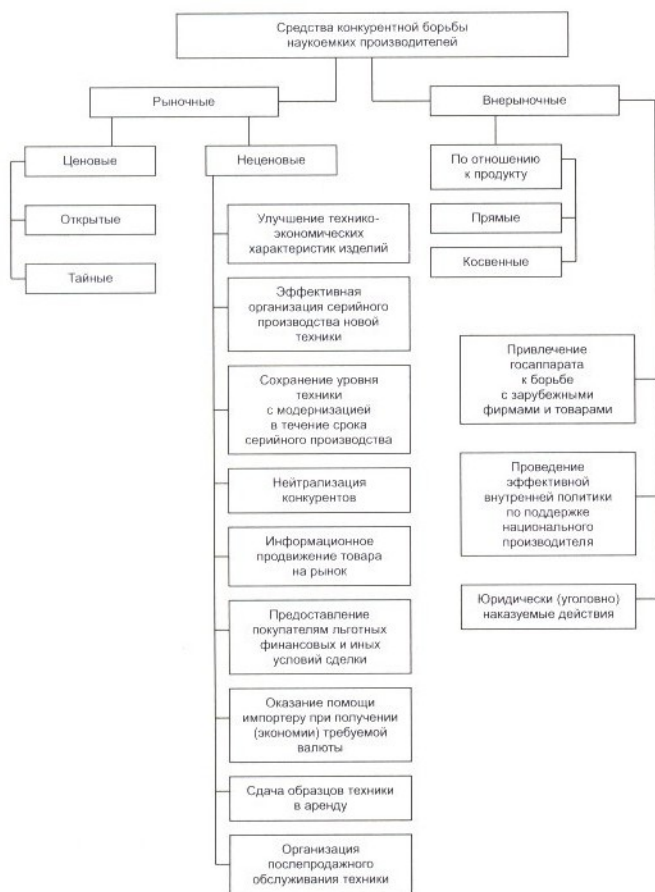 Средства конкурентной борьбы
наукоемких производителей
Рыночные
Внерыночные
Ценовые
Неценовые
По отношению
к продукту
Открытые
Тайные
Улучшение технико-
экономических
характеристик изделий
Эффективная
организация серийного
производства новой
техники
Сохранение уровня
техники
с модернизацией
в течение срока
серийного производства
Нейтрализация
конкурентов
Информационное
продвижение товара
на рынок
Предоставление
покупателям льготных
финансовых и иных
условий сделки
Оказание помощи
импортеру при получении
(экономии) требуемой
валюты
Сдача образцов техники
в аренду
Организация
послепродажного
обслуживания техники
Прямые
Косвенные
Привлечение
госаппарата
к борьбе
с зарубежными
фирмами и товарами
Проведение
эффективной
внутренней политики
по поддержке
национального
производителя
Юридически (уголовно)
наказуемые действия